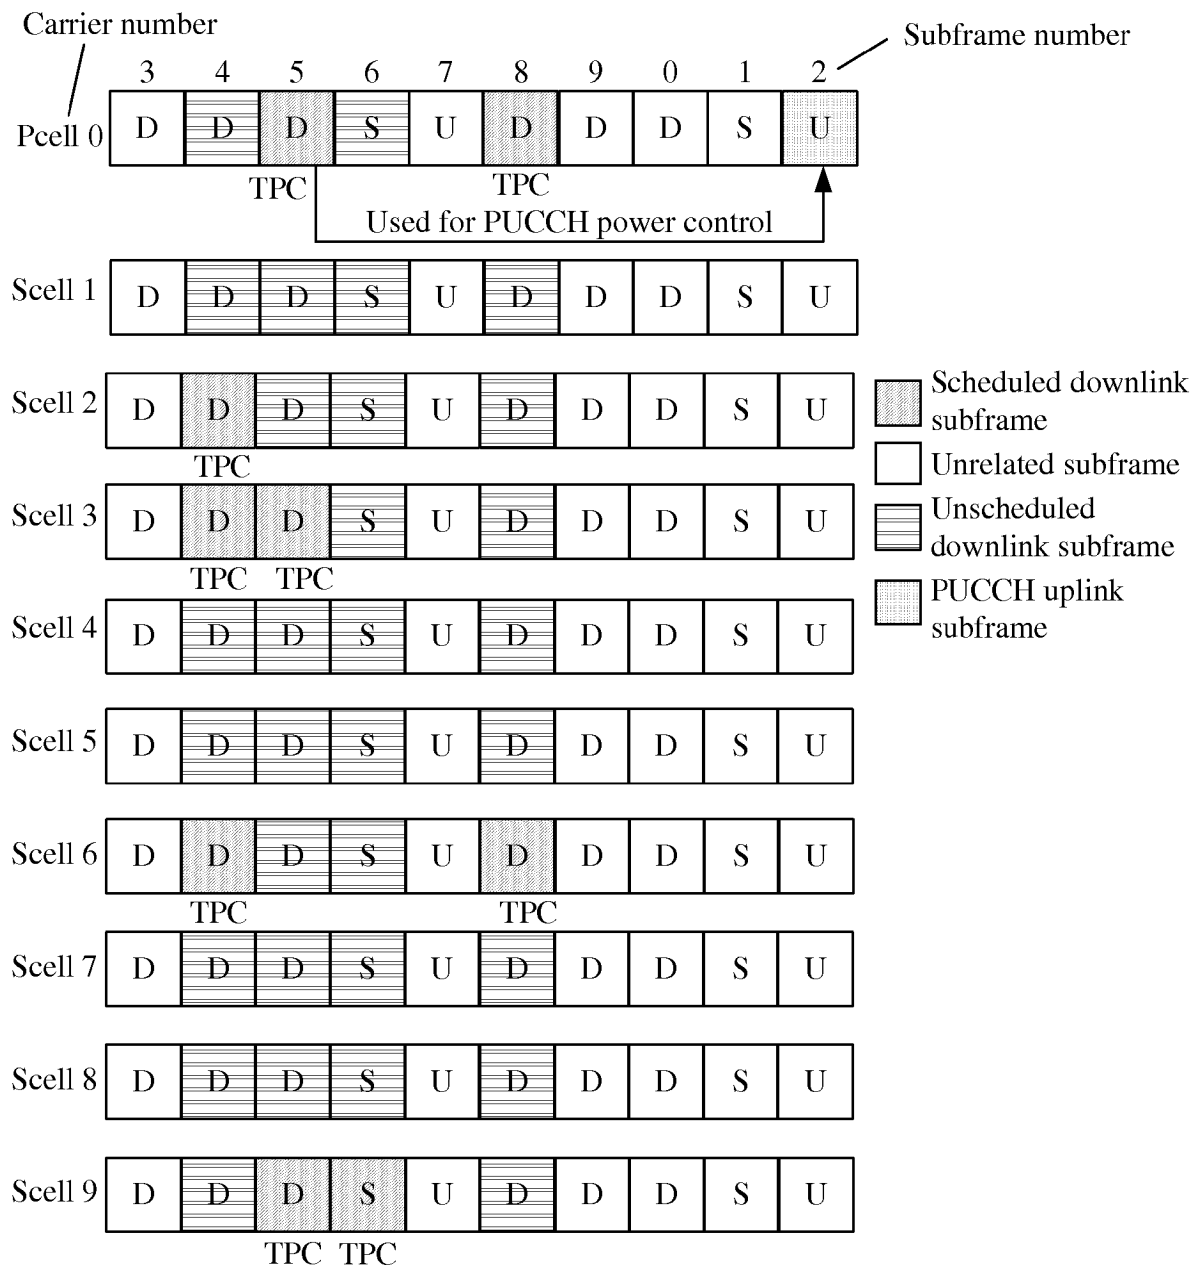 Carrier number
Subframe number
3 4 5 6 7 8 9 0 1 2
Pcell 0 D D D S U D D D S U
TPC TPC
Used for PUCCH power control
Scell 1 D D D S U D D D S U
Scell 2 D D D S U D D D S U
TPC
Scell 3 D D D S U D D D S U
TPC TPC
Scell 4 D D D S U D D D S U
Scell 5 D D D S U D D D S U
Scell 6 D D D S U D D D S U
TPC TPC
Scell 7 D D D S U D D D S U
Scell 8 D D D S U D D D S U
Scell 9 D D D S U D D D S U
TPC TPC
Scheduled downlink
subframe
Unrelated subframe
Unscheduled
downlink subframe
PUCCH uplink
subframe